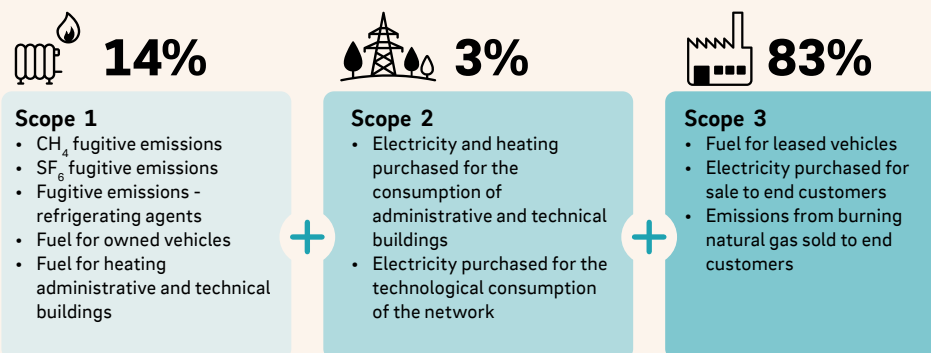 14%
Scope 1
• CH4 fugitive emissions
• SF6 fugitive emissions
• Fugitive emissions -
refrigerating agents
• Fuel for owned vehicles
• Fuel for heating
administrative and technical
buildings
+
3%
Scope 2
• Electricity and heating
purchased for the
consumption of
administrative and technical
buildings
• Electricity purchased for the
technological consumption
of the network
+
83%
Scope 3
• Fuel for leased vehicles
• Electricity purchased for
sale to end customers
• Emissions from burning
natural gas sold to end
customers